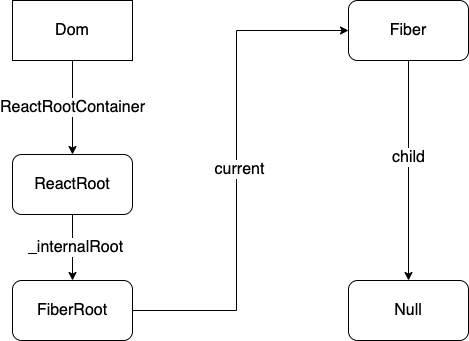 Dom
ReactRootContainer
ReactRoot
_internalRoot
FiberRoot
current
Fiber
child
Null